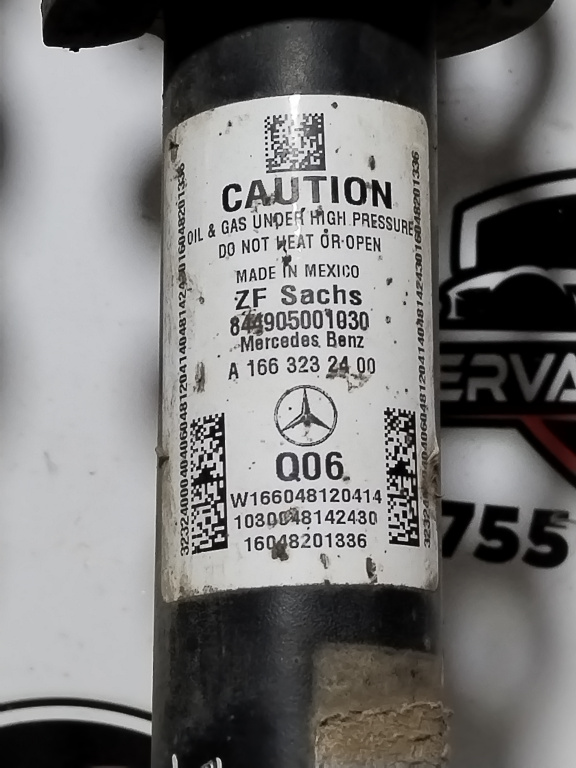 CAUTION
OIL & GAS UNDER HIGH PRESSURE
DO NOT HEAT OR OPEN
MADE IN MEXICO
ZF Sachs
844905001030
Mercedes Benz
A 166 323 24 00
Q06
W166048120414
1030048142430
16048201336
ERVA
755